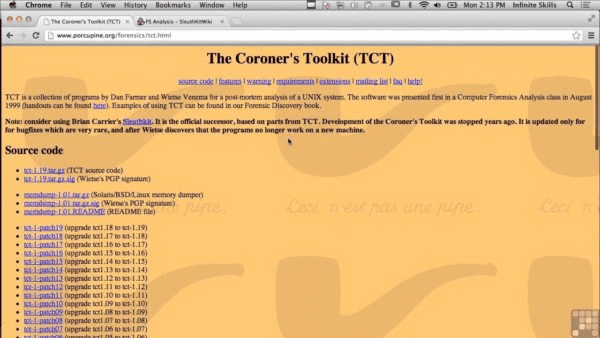 Chrome File Edit View History Bookmarks Window Help
Mon 2:13 PM Infinite Skills
The Coroner's Toolkit (TCT)
FS Analysis – SleuthKitWiki
www.porcupine.org/forensics/tct.html
The Coroner's Toolkit (TCT)
source code | features | warning | requirements | extensions | mailing list | faq | help!
TCT is a collection of programs by Dan Farmer and Wietse Venema for a post-mortem analysis of a UNIX system. The software was presented first in a Computer Forensics Analysis class in August
1999 (handouts can be found here). Examples of using TCT can be found in our Forensic Discovery book.
Note: consider using Brian Carrier's Sleuthkit. It is the official successor, based on parts from TCT. Development of the Coroner's Toolkit was stopped years ago. It is updated only for
for bugfixes which are very rare, and after Wietse discovers that the programs no longer work on a new machine.
Source code
tct-1.19.tar.gz (TCT source code)
tct-1.19.tar.gz.sig (Wietse's PGP signature)
memdump-1.01.tar.gz (Solaris/BSD/Linux memory dumper)
memdump-1.01.tar.gz.sig (Wietse's PGP signature)
memdump-1.01.README (README file)
Leci n'est pas une pipe.
Leci n'est pas
tct-1-patch19 (upgrade tct1.18 to tct-1.19)
tct-1-patch18 (upgrade tct1.17 to tct-1.18)
tct-1-patch17 (upgrade tct1.16 to tct-1.17)
tct-1-patch16 (upgrade tct1.15 to tct-1.16)
tct-1-patch15 (upgrade tct1.14 to tct-1.15)
tct-1-patch14 (upgrade tct1.13 to tct-1.14)
tct-1-patch13 (upgrade tct1.12 to tct-1.13)
tct-1-patch12 (upgrade tct1.11 to tct-1.12)
tct-1-patch11 (upgrade tct1.10 to tct-1.11)
tct-1-patch10 (upgrade tct1.09 to tct-1.10)
tct-1-patch09 (upgrade tct1.08 to tct-1.09)
tct-1-patch08 (upgrade tct1.07 to tct-1.08)
tct-1-patch07 (upgrade tct1.06 to tct-1.07)